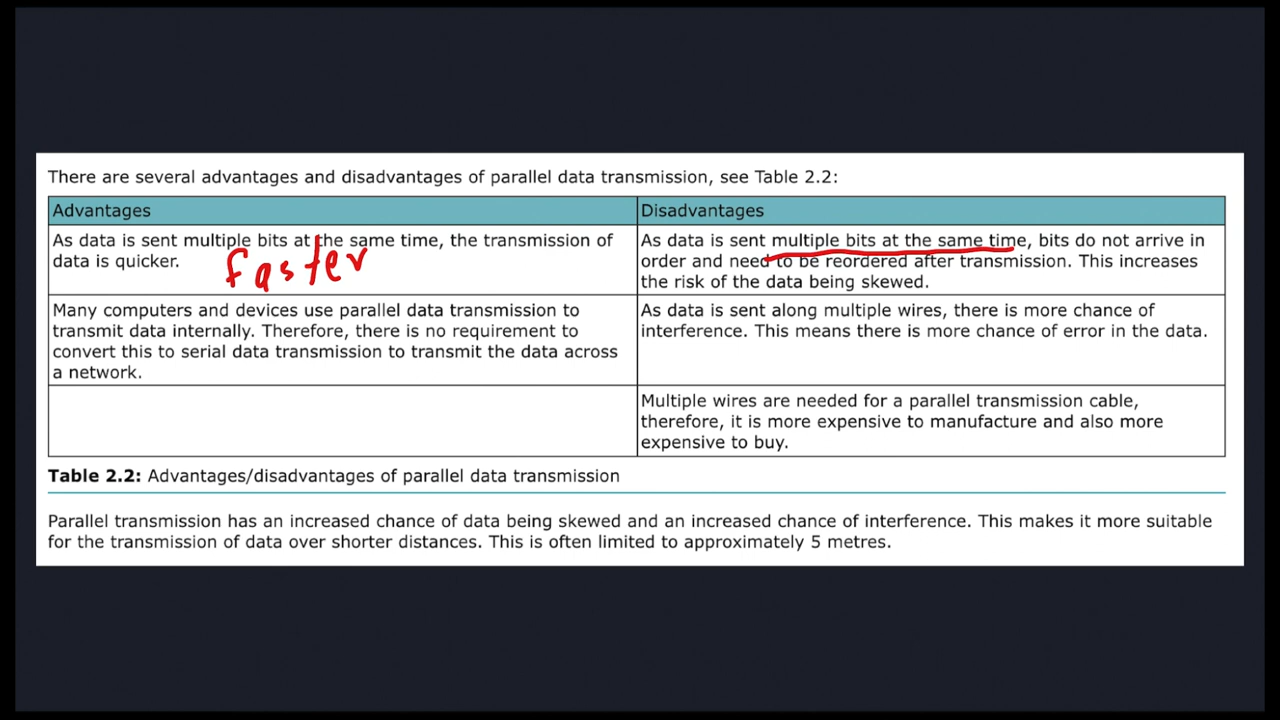 There are several advantages and disadvantages of parallel data transmission, see Table 2.2:
Advantages
Disadvantages
As data is sent multiple bits at the same time, the transmission of
data is quicker.
faster
As data is sent multiple bits at the same time, bits do not arrive in
order and need to be reordered after transmission. This increases
the risk of the data being skewed.
Many computers and devices use parallel data transmission to
transmit data internally. Therefore, there is no requirement to
convert this to serial data transmission to transmit the data across
a network.
As data is sent along multiple wires, there is more chance of
interference. This means there is more chance of error in the data.
Multiple wires are needed for a parallel transmission cable,
therefore, it is more expensive to manufacture and also more
expensive to buy.
Table 2.2: Advantages/disadvantages of parallel data transmission
Parallel transmission has an increased chance of data being skewed and an increased chance of interference. This makes it more suitable
for the transmission of data over shorter distances. This is often limited to approximately 5 metres.